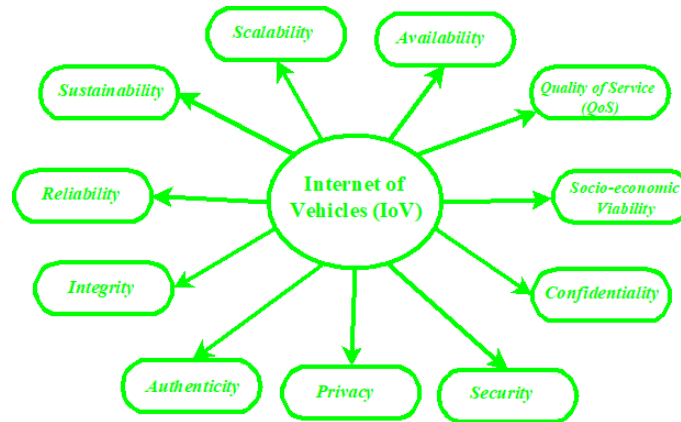 Scalability
Availability
Sustainability
Quality of Service
(QoS)
Internet of
Vehicles (IoV)
Reliability
Socio-economic
Viability
Integrity
Confidentiality
Authenticity
Privacy
Security